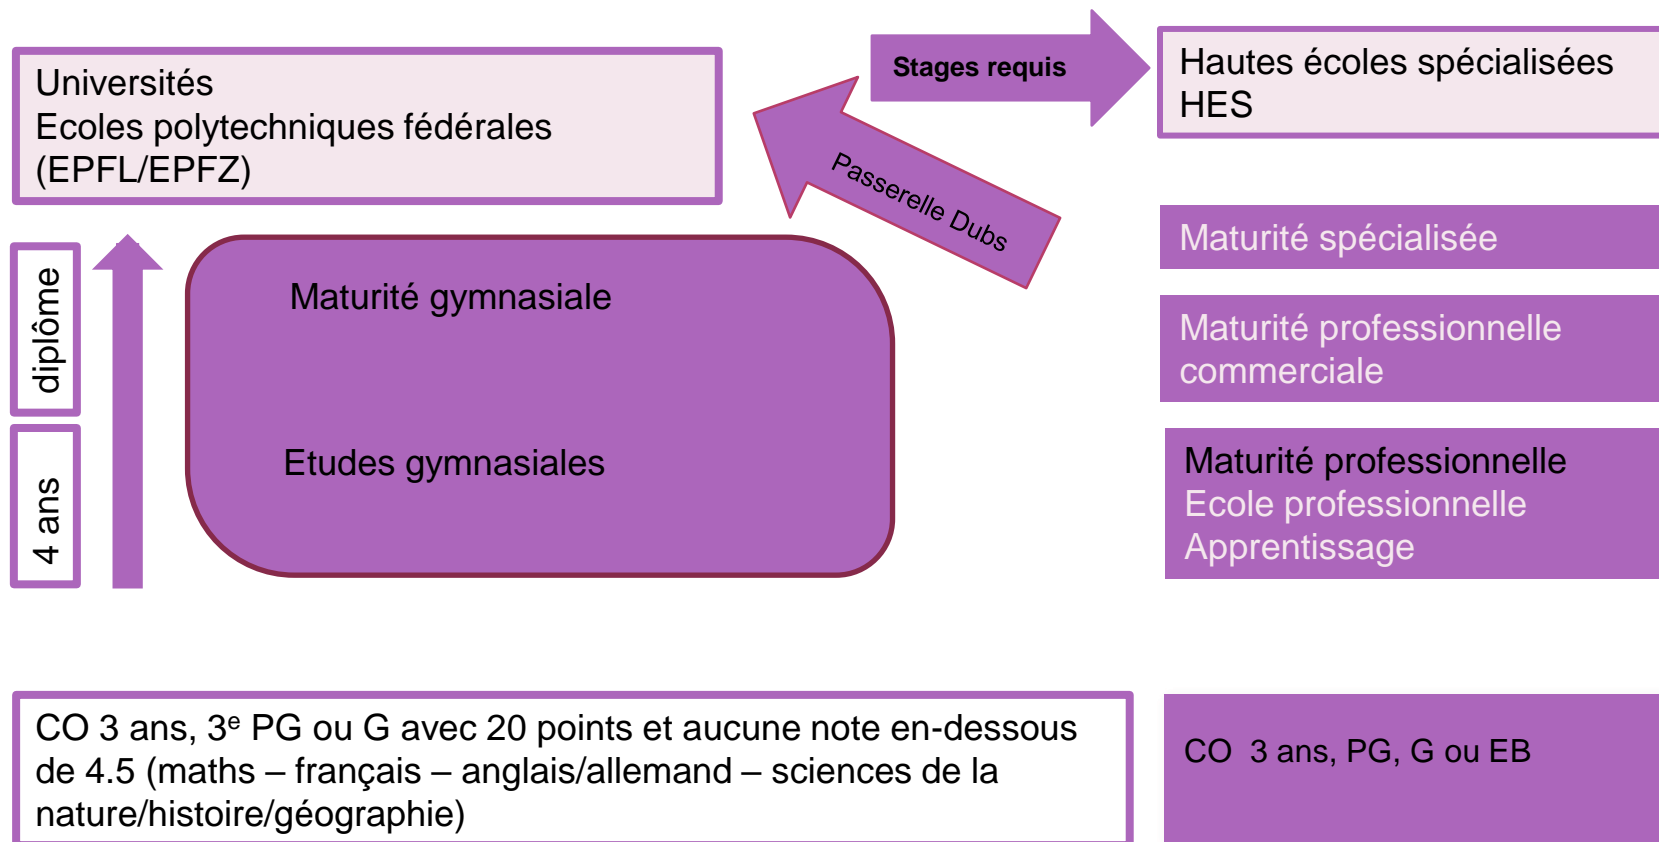 Universités
Ecoles polytechniques fédérales
(EPFL/EPFZ)
Stages requis
Hautes écoles spécialisées
HES
Passerelle Dubs
diplôme
4 ans
Maturité gymnasiale
Etudes gymnasiales
Maturité spécialisée
Maturité professionnelle
commerciale
Maturité professionnelle
Ecole professionnelle
Apprentissage
CO 3 ans, 3ᵉ PG ou G avec 20 points et aucune note en-dessous
de 4.5 (maths – français – anglais/allemand – sciences de la
nature/histoire/géographie)
CO 3 ans, PG, G ou EB